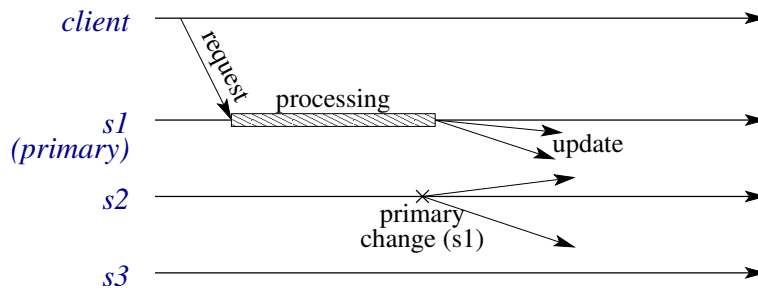 client
request
processing
s1
(primary)
update
s2
primary
change (s1)
s3